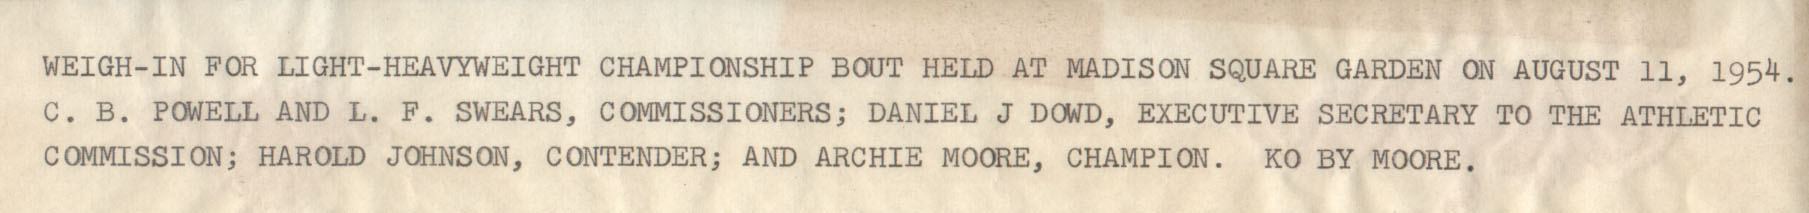 WEIGH-IN FOR LIGHT-HEAVYWEIGHT CHAMPIONSHIP BOUT HELD AT MADISON SQUARE GARDEN ON AUGUST 11, 1954.
C. B. POWELL AND L. F. SWEARS, COMMISSIONERS; DANIEL J DOWD, EXECUTIVE SECRETARY TO THE ATHLETIC
COMMISSION; HAROLD JOHNSON, CONTENDER; AND ARCHIE MOORE, CHAMPION. KO BY MOORE.